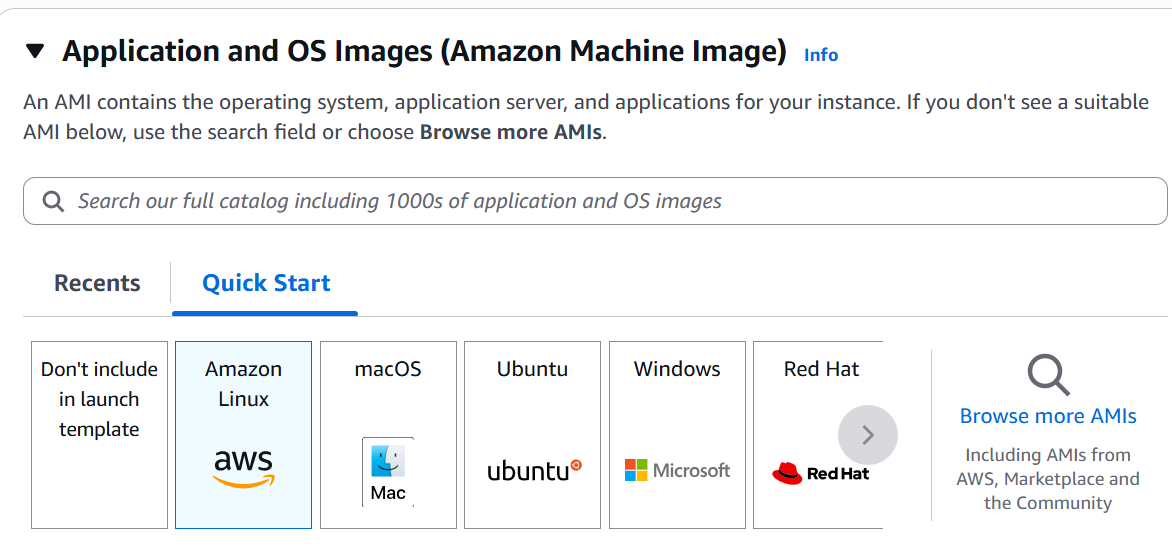 Application and OS Images (Amazon Machine Image) Info
An AMI contains the operating system, application server, and applications for your instance. If you don't see a suitable
AMI below, use the search field or choose Browse more AMIs.
Search our full catalog including 1000s of application and OS images
Recents
Quick Start
Don't include
in launch
template
Amazon
Linux
aws
macOS
Mac
Ubuntu
ubuntu
Windows
Microsoft
Red Hat
Red Hat
Browse more AMIs
Including AMIs from
AWS, Marketplace and
the Community